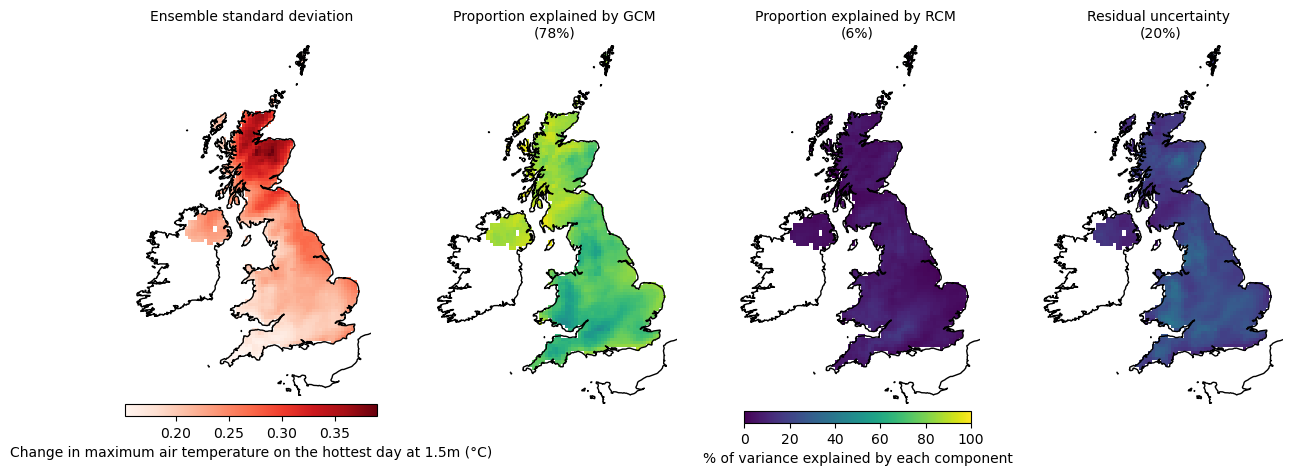 Ensemble standard deviation
Proportion explained by GCM
(78%)
Proportion explained by RCM
(6%)
Residual uncertainty
(20%)
0.20 0.25 0.30 0.35
Change in maximum air temperature on the hottest day at 1.5m (°C)
0 20 40 60 80 100
% of variance explained by each component